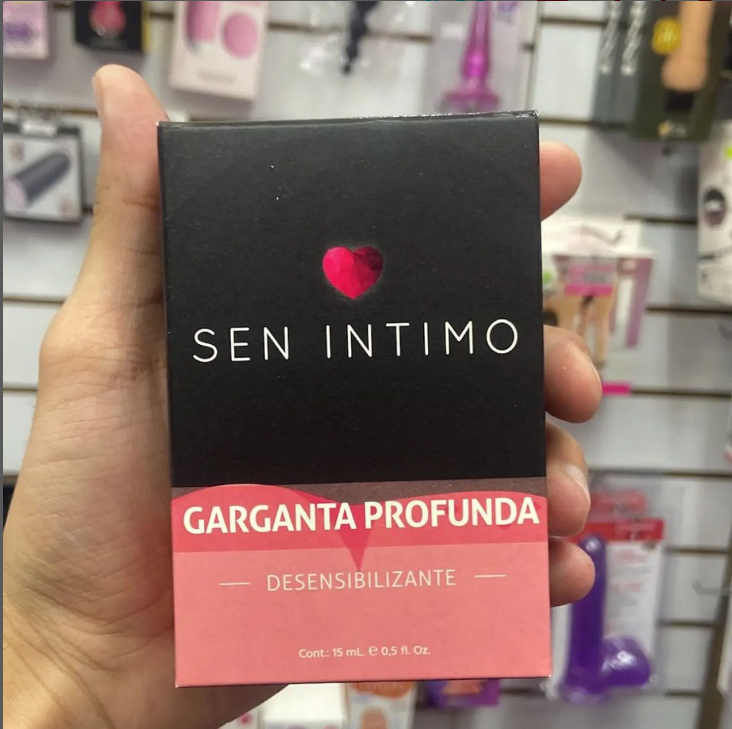 SEN INTIMO
GARGANTA PROFUNDA
DESENSIBILIZANTE
Cont.: 15 mL ℮ 0,5 fl. Oz.